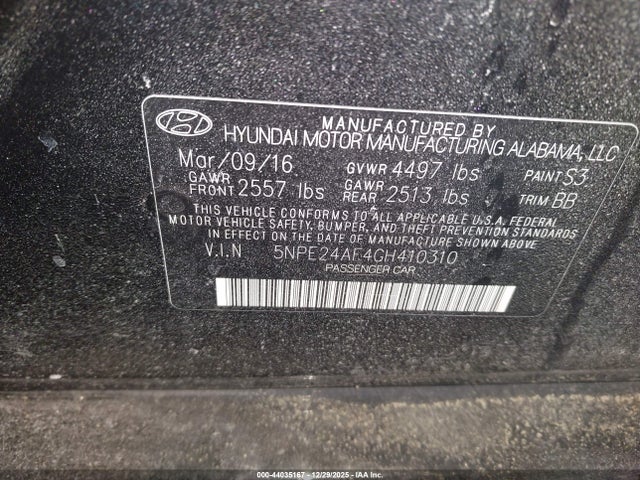 MANUFACTURED BY
HYUNDAI MOTOR MANUFACTURING ALABAMA, LLC
Mar/09/16 GVWR 4497 lbs PAINT S3
GAWR FRONT 2557 lbs GAWR REAR 2513 lbs TRIM BB
THIS VEHICLE CONFORMS TO ALL APPLICABLE U.S.A. FEDERAL
MOTOR VEHICLE SAFETY, BUMPER, AND THEFT PREVENTION STANDARDS
IN EFFECT ON THE DATE OF MANUFACTURE SHOWN ABOVE
V.I.N 5NPE24AF4GH410310
PASSENGER CAR
000-44035167 - 12/29/2025 - IAA Inc.